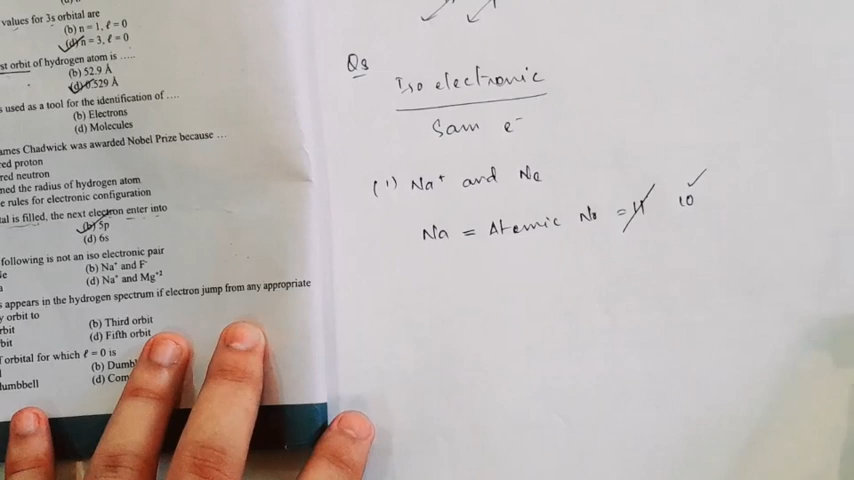 values for 3s orbital are
(b) n = 1, ℓ = 0
(d) n = 3, ℓ = 0
st orbit of hydrogen atom is .....
(b) 52.9 Å
(d) 0.529 Å
s used as a tool for the identification of ....
(b) Electrons
(d) Molecules
ames Chadwick was awarded Nobel Prize because ...
red proton
red neutron
ned the radius of hydrogen atom
e rules for electronic configuration
tal is filled, the next electron enter into
(b) 5p
(d) 6s
following is not an iso electronic pair
(b) Na⁺ and F⁻
(d) Na⁺ and Mg⁺²
s appears in the hydrogen spectrum if electron jump from any appropriate
y orbit to
rbit (b) Third orbit
bit (d) Fifth orbit
f orbital for which ℓ = 0 is
(b) Dumb
umbbell (d) Com
Q8
Iso electronic
Sam e⁻
(1) Na⁺ and Ne
Na = Atomic No = 11 10